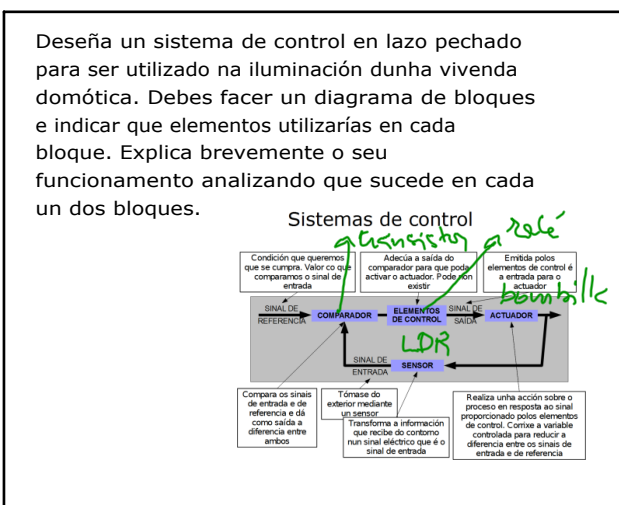 Deseña un sistema de control en lazo pechado
para ser utilizado na iluminación dunha vivenda
domótica. Debes facer un diagrama de bloques
e indicar que elementos utilizarías en cada
bloque. Explica brevemente o seu
funcionamento analizando que sucede en cada
un dos bloques.
Sistemas de control
transistor
relé
Condición que queremos
que se cumpra. Valor co que
comparamos o sinal de
entrada
Adecúa a saída do
comparador para que poda
activar o actuador. Pode non
existir
Emitida polos
elementos de control é
a entrada para o
actuador
bombilla
SINAL DE
REFERENCIA
COMPARADOR
ELEMENTOS
DE CONTROL
SINAL DE
SAÍDA
ACTUADOR
LDR
SINAL DE
ENTRADA
SENSOR
Compara os sinais
de entrada e de
referencia e dá
como saída a
diferencia entre
ambos
Tómase do
exterior mediante
un sensor
Transforma a información
que recibe do contorno
nun sinal eléctrico que é o
sinal de entrada
Realiza unha acción sobre o
proceso en resposta ao sinal
proporcionado polos elementos
de control. Corrixe a variable
controlada para reducir a
diferencia entre os sinais de
entrada e de referencia